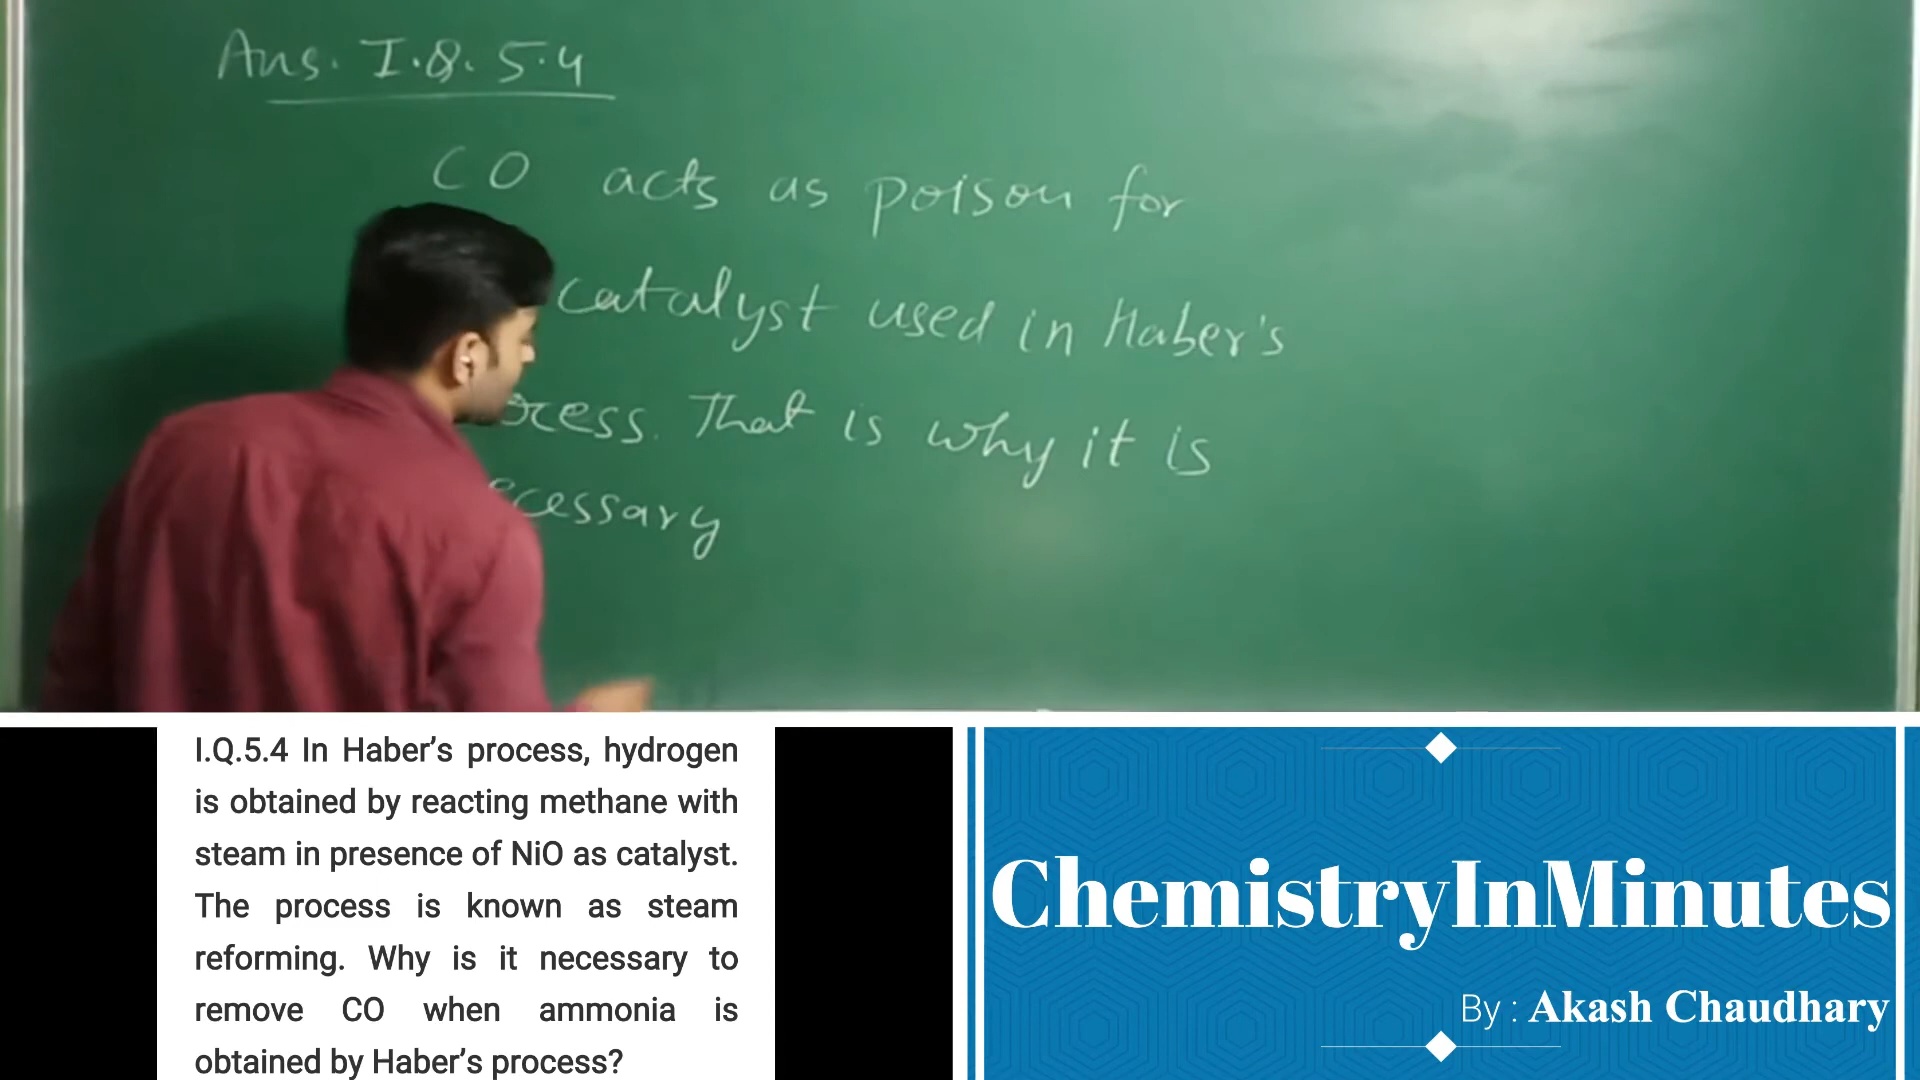 Ans. I.Q. 5.4
CO acts as poison for
catalyst used in Haber's
ocess. That is why it is
ecessary
I.Q.5.4 In Haber’s process, hydrogen
is obtained by reacting methane with
steam in presence of NiO as catalyst.
The process is known as steam
reforming. Why is it necessary to
remove CO when ammonia is
obtained by Haber’s process?
ChemistryInMinutes
By : Akash Chaudhary